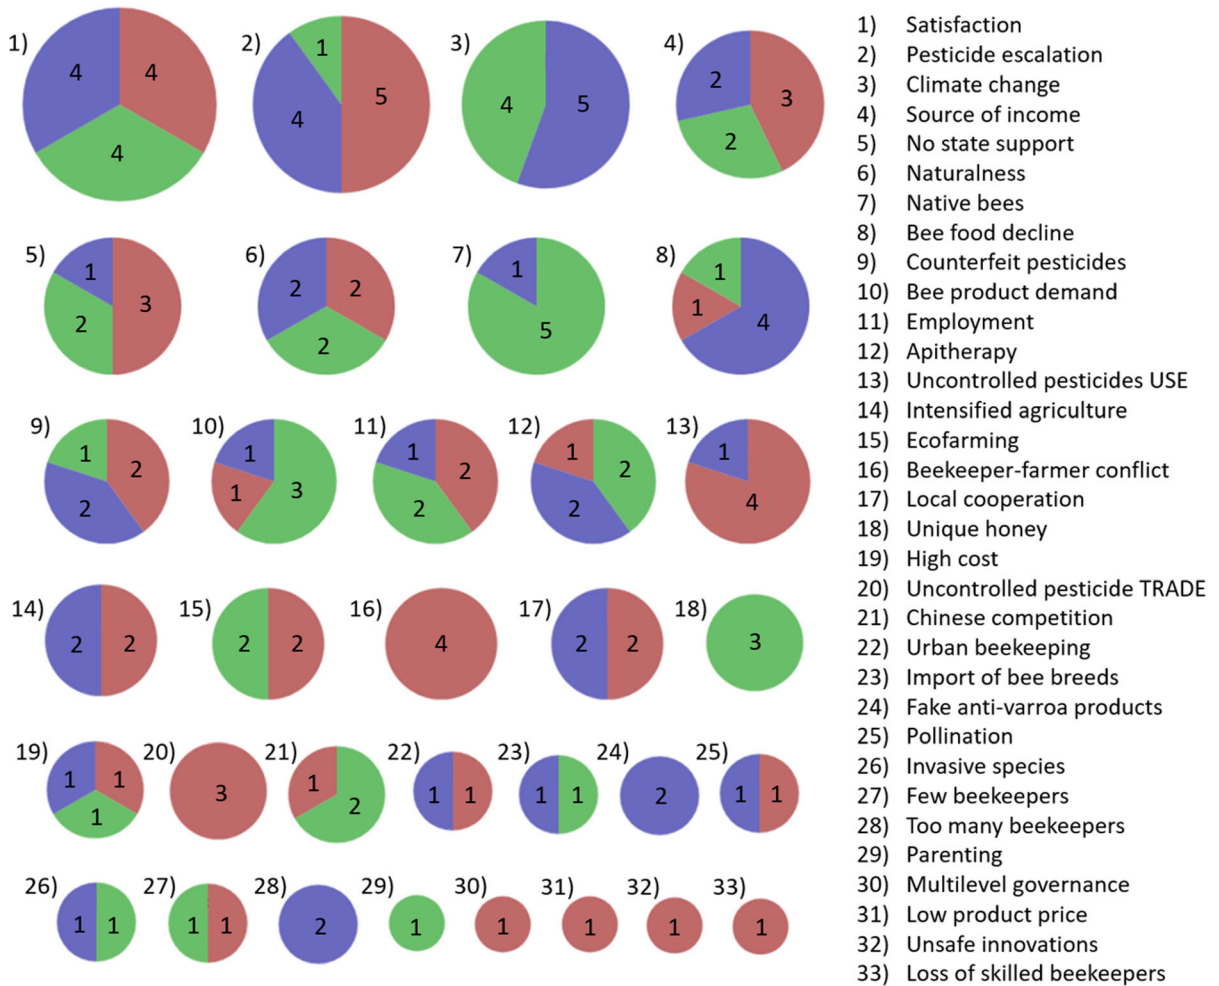 1) 4 4 4
2) 1 4 5
3) 4 5
4) 2 3 2
5) 1 3 2
6) 2 2 2
7) 1 5
8) 1 1 4
9) 1 2 2
10) 1 1 3
11) 1 2 2
12) 1 2 2
13) 1 4
14) 2 2
15) 2 2
16) 4
17) 2 2
18) 3
19) 1 1 1
20) 3
21) 1 2
22) 1 1
23) 1 1
24) 2
25) 1 1
26) 1 1
27) 1 1
28) 2
29) 1
30) 1
31) 1
32) 1
33) 1
1) Satisfaction
2) Pesticide escalation
3) Climate change
4) Source of income
5) No state support
6) Naturalness
7) Native bees
8) Bee food decline
9) Counterfeit pesticides
10) Bee product demand
11) Employment
12) Apitherapy
13) Uncontrolled pesticides USE
14) Intensified agriculture
15) Ecofarming
16) Beekeeper-farmer conflict
17) Local cooperation
18) Unique honey
19) High cost
20) Uncontrolled pesticide TRADE
21) Chinese competition
22) Urban beekeeping
23) Import of bee breeds
24) Fake anti-varroa products
25) Pollination
26) Invasive species
27) Few beekeepers
28) Too many beekeepers
29) Parenting
30) Multilevel governance
31) Low product price
32) Unsafe innovations
33) Loss of skilled beekeepers